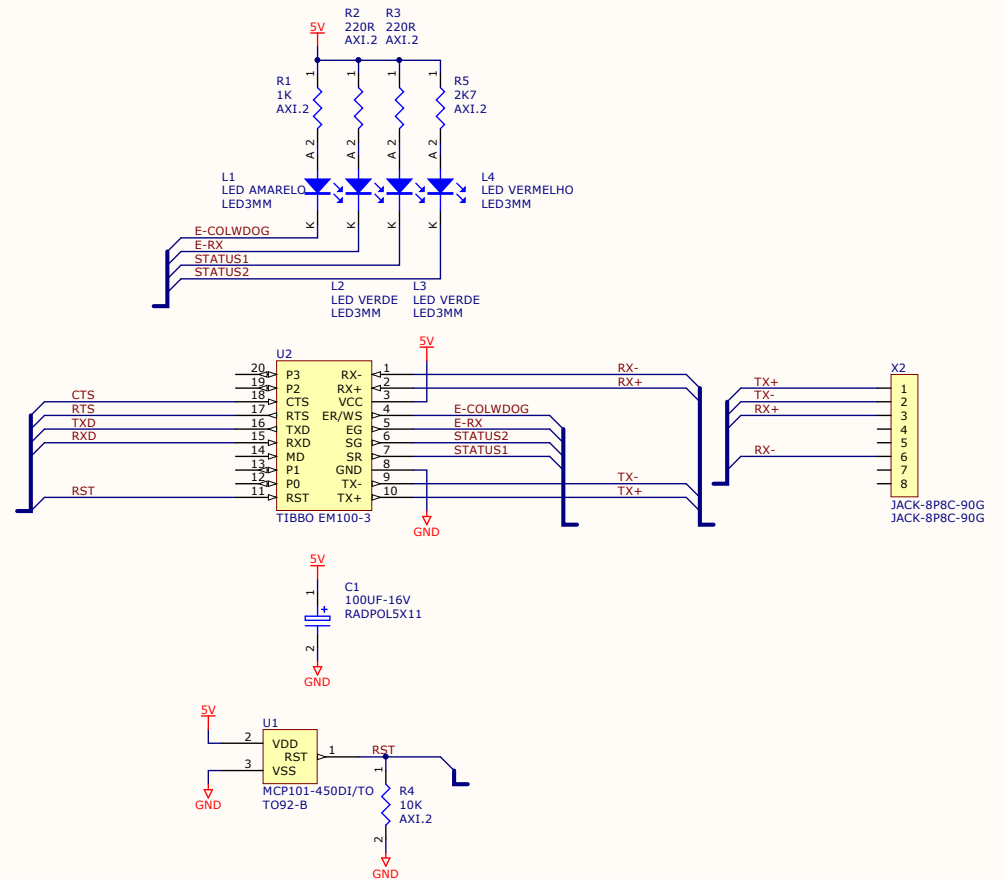 R2 R3
220R 220R
AXI.2 AXI.2
5V
R1
1K
AXI.2
R5
2K7
AXI.2
1 1 1 1
2 2 2 2
A A A A
L1
LED AMARELO
LED3MM
L4
LED VERMELHO
LED3MM
K K K K
E-COLWDOG
E-RX
STATUS1
STATUS2
L2 L3
LED VERDE LED VERDE
LED3MM LED3MM
5V
U2
20 P3 RX- 1 RX-
19 P2 RX+ 2 RX+
CTS 18 CTS VCC 3
RTS 17 RTS ER/WS 4 E-COLWDOG
TXD 16 TXD EG 5 E-RX
RXD 15 RXD SG 6 STATUS2
14 MD SR 7 STATUS1
13 P1 GND 8
12 P0 TX- 9 TX-
RST 11 RST TX+ 10 TX+
TIBBO EM100-3
GND
X2
TX+ 1
TX- 2
RX+ 3
4
5
RX- 6
7
8
JACK-8P8C-90G
JACK-8P8C-90G
5V
1
+
C1
100UF-16V
RADPOL5X11
2
GND
5V
U1
2 VDD
RST 1 RST
3 VSS
GND
MCP101-450DI/TO
TO92-B
1
R4
10K
AXI.2
2
GND